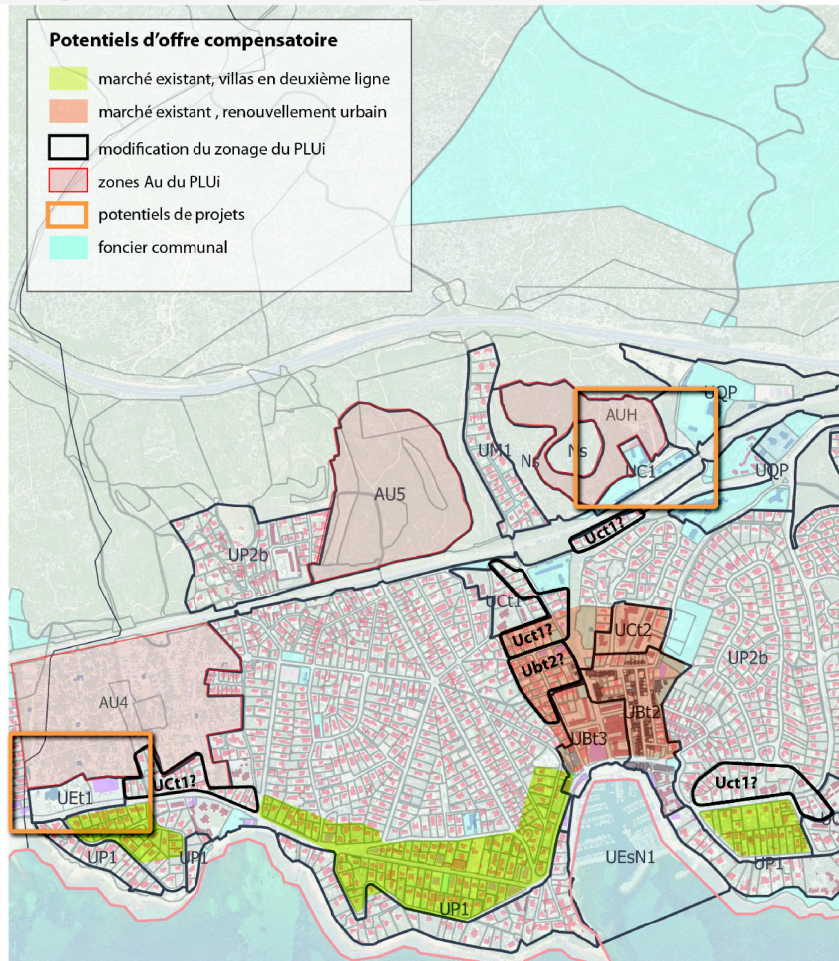 Potentiels d'offre compensatoire
marché existant, villas en deuxième ligne
marché existant , renouvellement urbain
modification du zonage du PLUi
zones Au du PLUi
potentiels de projets
foncier communal
UQP
AUH
UM1
Ns
Ns
UC1
UQP
AU5
Uct1?
UP2b
UCt1
Uct1?
UCt2
Ubt2?
UP2b
AU4
UBt2
UBt3
UCt1?
Uct1?
UEt1
UP1
UP1
UEsN1
UP1
UP1